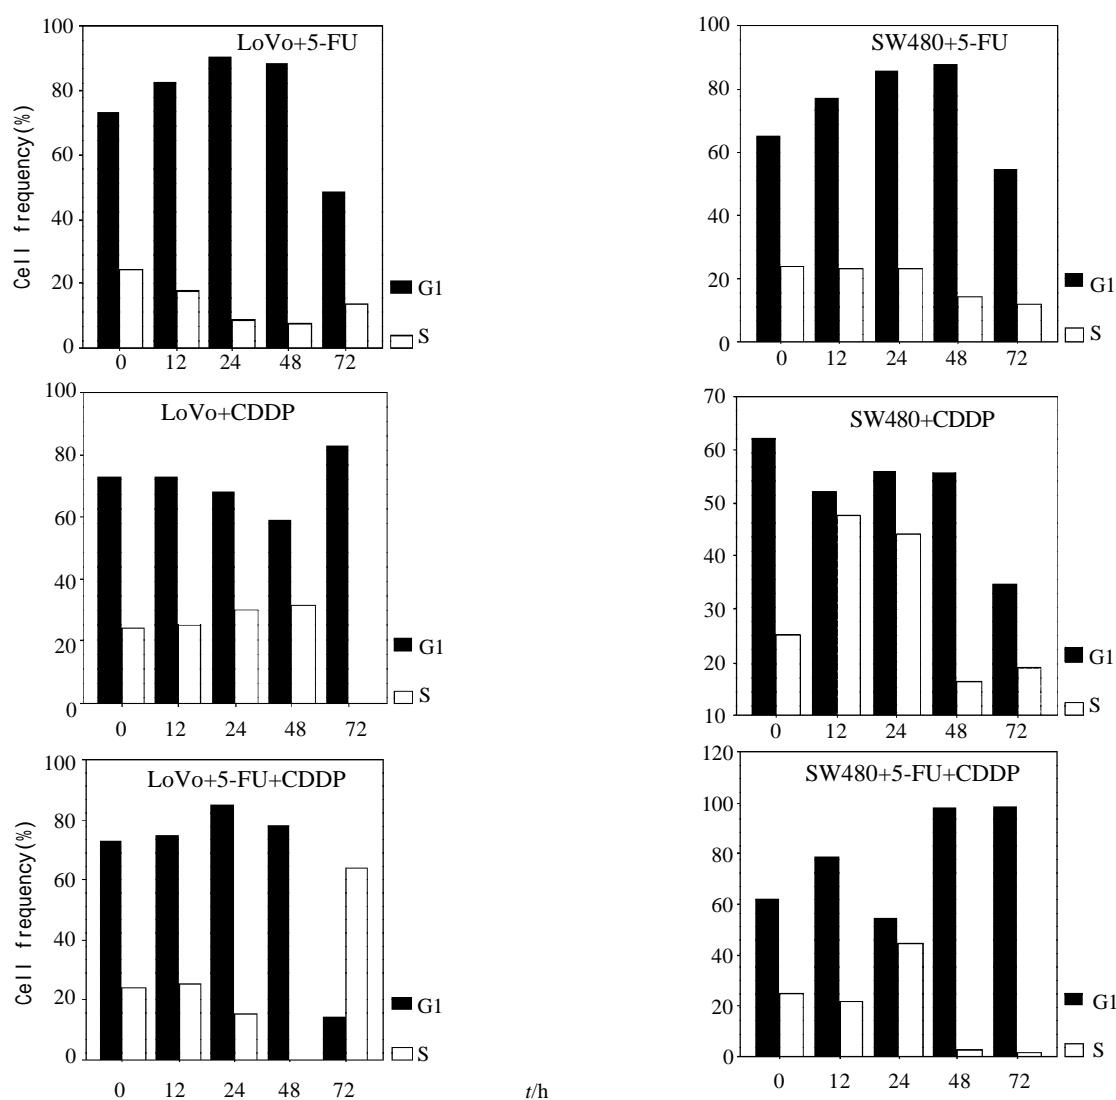 LoVo+5-FU
Cell frequency(%)
100
80
60
40
20
0
0 12 24 48 72
G1
S
SW480+5-FU
100
80
60
40
20
0
0 12 24 48 72
G1
S
LoVo+CDDP
100
80
60
40
20
0
0 12 24 48 72
G1
S
SW480+CDDP
70
60
50
40
30
20
10
0 12 24 48 72
G1
S
LoVo+5-FU+CDDP
Cell frequency(%)
100
80
60
40
20
0
0 12 24 48 72
G1
S
SW480+5-FU+CDDP
120
100
80
60
40
20
0
0 12 24 48 72
G1
S
t/h